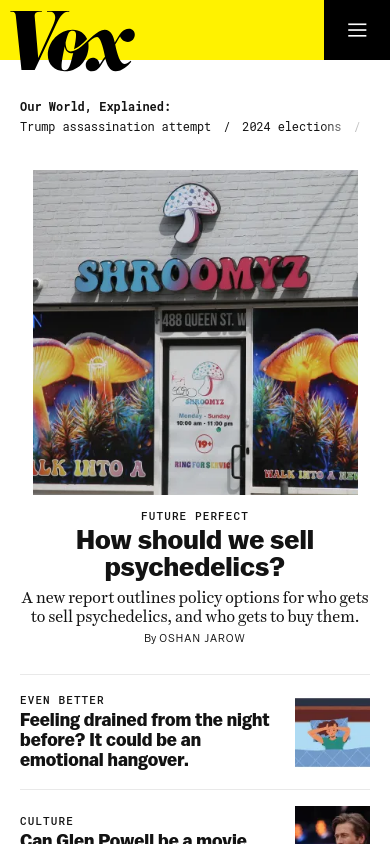 Vox
Our World, Explained:
Trump assassination attempt / 2024 elections /
SHROOMYZ
488 QUEEN ST. W
SHROOMYZ
Monday - Sunday
10:00 am - 11:00 pm
19+
RING FOR SERVICE
WALK INTO A
WALK INTO A NEW
FUTURE PERFECT
How should we sell
psychedelics?
A new report outlines policy options for who gets
to sell psychedelics, and who gets to buy them.
By OSHAN JAROW
EVEN BETTER
Feeling drained from the night
before? It could be an
emotional hangover.
CULTURE
Can Glen Powell be a movie